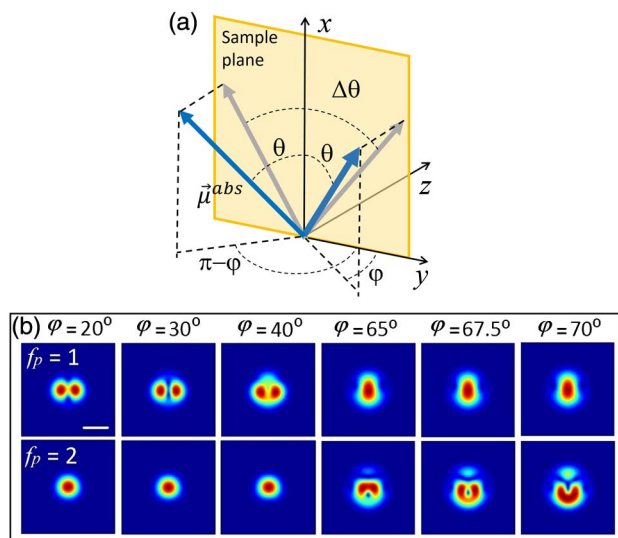 (a)
x
Sample
plane
Δθ
θ
θ
μ⃗ᵃᵇˢ
z
π−φ
φ
y
(b) φ = 20° φ = 30° φ = 40° φ = 65° φ = 67.5° φ = 70°
fₚ = 1
fₚ = 2